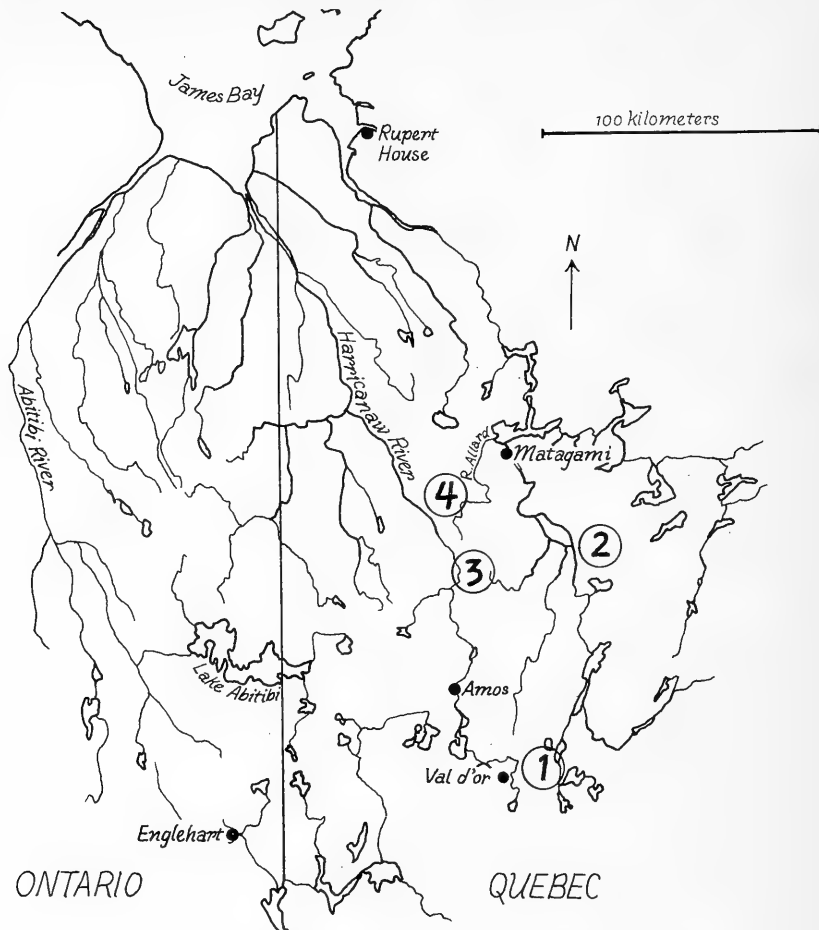 James Bay
100 kilometers
Rupert
House
N
Harricanaw River
Abitibi River
R. Allard
Matagami
4
2
3
Lake Abitibi
Amos
1
Val d'or
Englehart
ONTARIO
QUEBEC